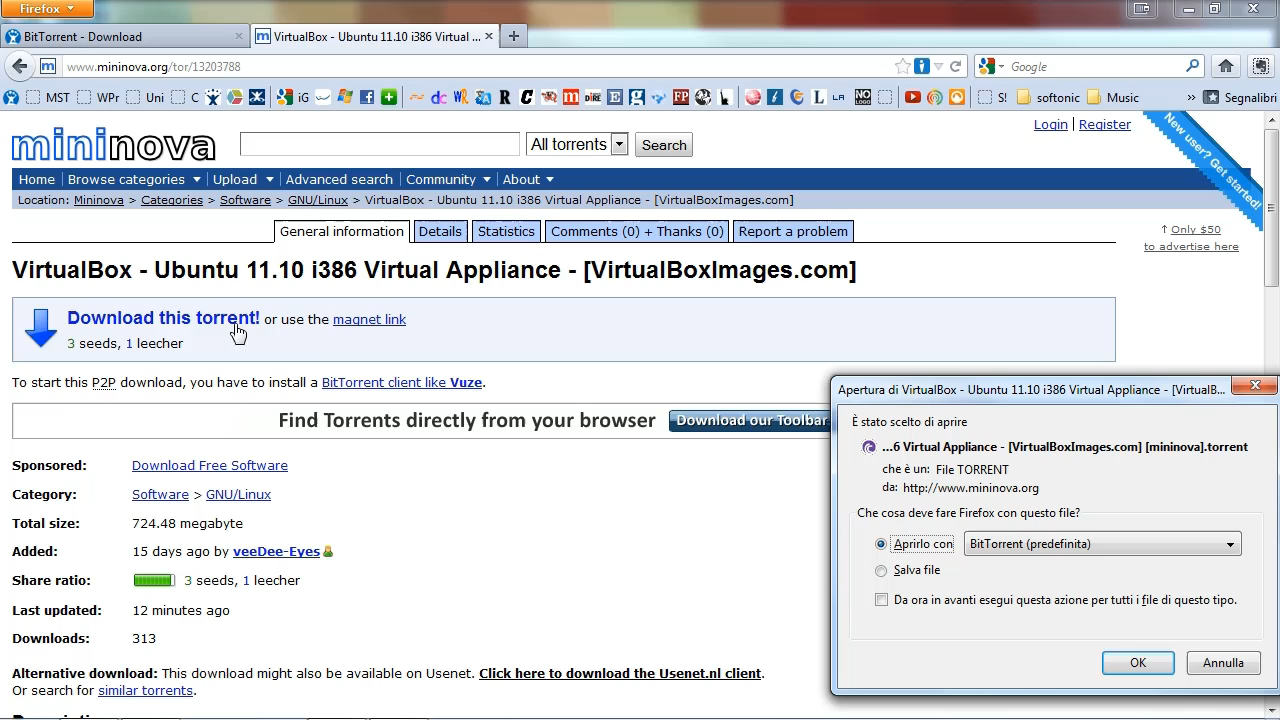 Firefox
BitTorrent - Download
VirtualBox - Ubuntu 11.10 i386 Virtual ...
www.mininova.org/tor/13203788
Google
MST WPr Uni C iG S! softonic Music » Segnalibri
Login | Register
New user? Get started!
mininova
All torrents
Search
Home Browse categories Upload Advanced search Community About
Location: Mininova > Categories > Software > GNU/Linux > VirtualBox - Ubuntu 11.10 i386 Virtual Appliance - [VirtualBoxImages.com]
General information Details Statistics Comments (0) + Thanks (0) Report a problem
↑ Only $50
to advertise here
VirtualBox - Ubuntu 11.10 i386 Virtual Appliance - [VirtualBoxImages.com]
Download this torrent! or use the magnet link
3 seeds, 1 leecher
To start this P2P download, you have to install a BitTorrent client like Vuze.
Find Torrents directly from your browser Download our Toolbar
Sponsored: Download Free Software
Category: Software > GNU/Linux
Total size: 724.48 megabyte
Added: 15 days ago by veeDee-Eyes
Share ratio: 3 seeds, 1 leecher
Last updated: 12 minutes ago
Downloads: 313
Alternative download: This download might also be available on Usenet. Click here to download the Usenet.nl client.
Or search for similar torrents.
Apertura di VirtualBox - Ubuntu 11.10 i386 Virtual Appliance - [VirtualB...
È stato scelto di aprire
...6 Virtual Appliance - [VirtualBoxImages.com] [mininova].torrent
che è un: File TORRENT
da: http://www.mininova.org
Che cosa deve fare Firefox con questo file?
Aprirlo con BitTorrent (predefinita)
Salva file
Da ora in avanti esegui questa azione per tutti i file di questo tipo.
OK Annulla